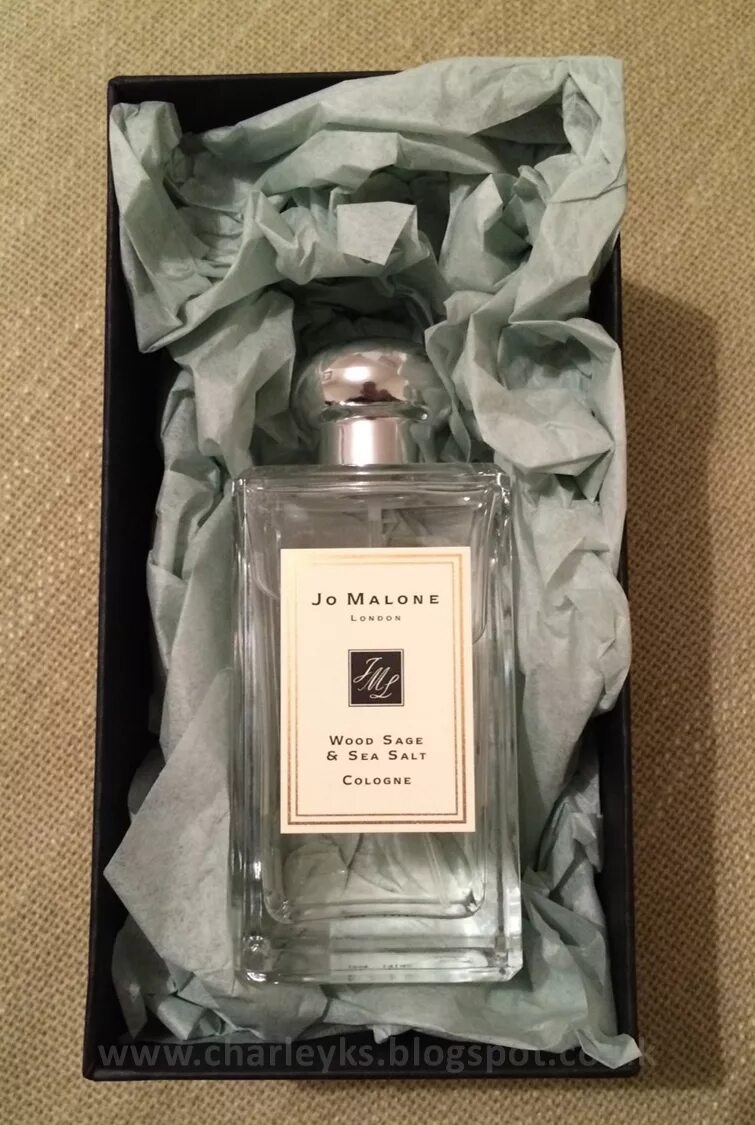 Jo Malone
London
JML
Wood Sage
& Sea Salt
Cologne
www.charleyks.blogspot.co.uk